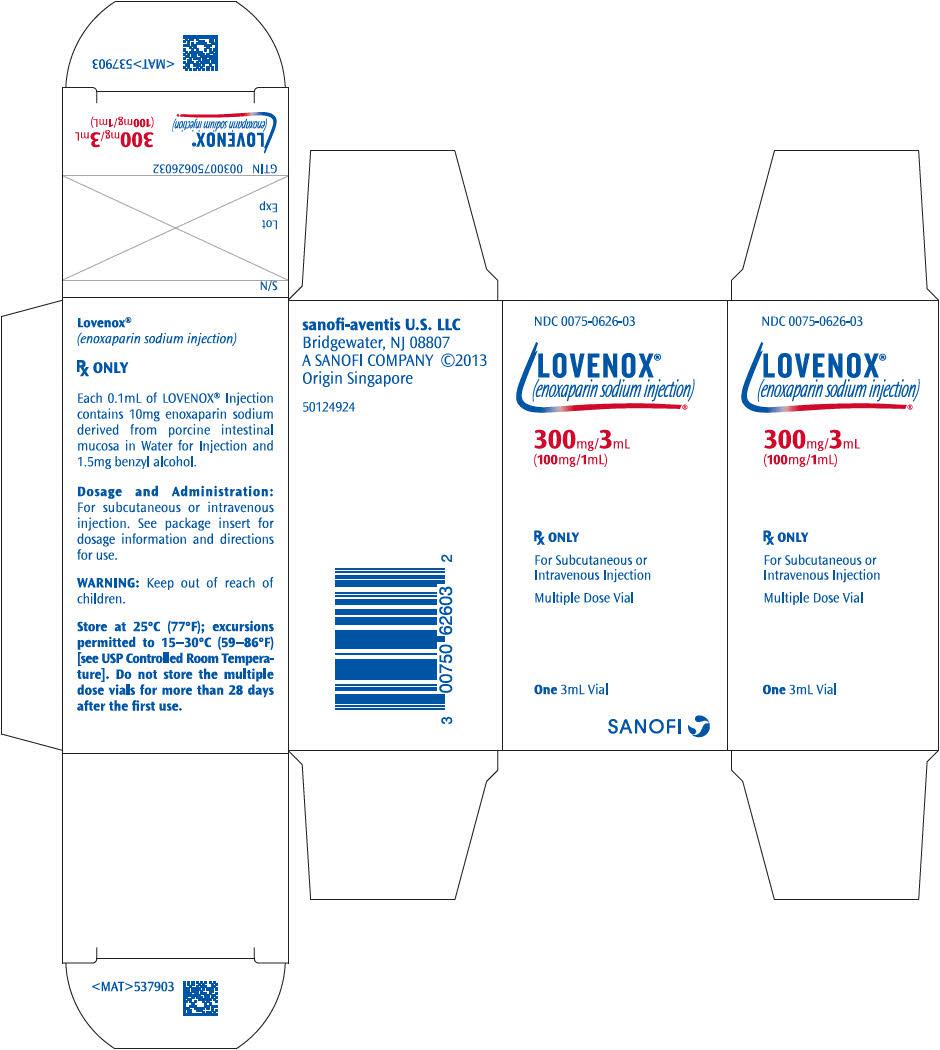 <MAT>537903
LOVENOX®
(enoxaparin sodium injection)
300mg/3mL
(100mg/1mL)
GTIN 00300750626032
Lot
Exp
S/N
Lovenox®
(enoxaparin sodium injection)
Rx ONLY
Each 0.1mL of LOVENOX® Injection
contains 10mg enoxaparin sodium
derived from porcine intestinal
mucosa in Water for Injection and
1.5mg benzyl alcohol.
Dosage and Administration:
For subcutaneous or intravenous
injection. See package insert for
dosage information and directions
for use.
WARNING: Keep out of reach of
children.
Store at 25°C (77°F); excursions
permitted to 15–30°C (59–86°F)
[see USP Controlled Room Tempera-
ture]. Do not store the multiple
dose vials for more than 28 days
after the first use.
<MAT>537903
sanofi-aventis U.S. LLC
Bridgewater, NJ 08807
A SANOFI COMPANY ©2013
Origin Singapore
50124924
3 00750 62603 2
NDC 0075-0626-03
LOVENOX®
(enoxaparin sodium injection)
®
300mg/3mL
(100mg/1mL)
Rx ONLY
For Subcutaneous or
Intravenous Injection
Multiple Dose Vial
One 3mL Vial
SANOFI
NDC 0075-0626-03
LOVENOX®
(enoxaparin sodium injection)
®
300mg/3mL
(100mg/1mL)
Rx ONLY
For Subcutaneous or
Intravenous Injection
Multiple Dose Vial
One 3mL Vial